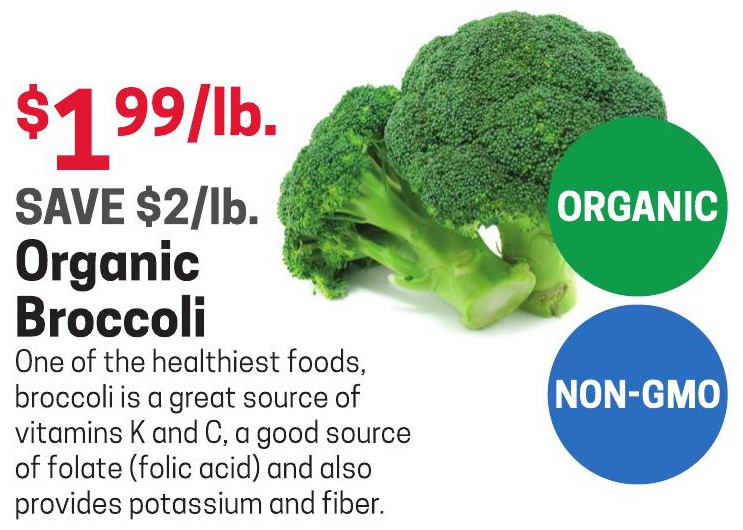 $1 99/lb.
SAVE $2/lb.
Organic
Broccoli
One of the healthiest foods,
broccoli is a great source of
vitamins K and C, a good source
of folate (folic acid) and also
provides potassium and fiber.
ORGANIC
NON-GMO